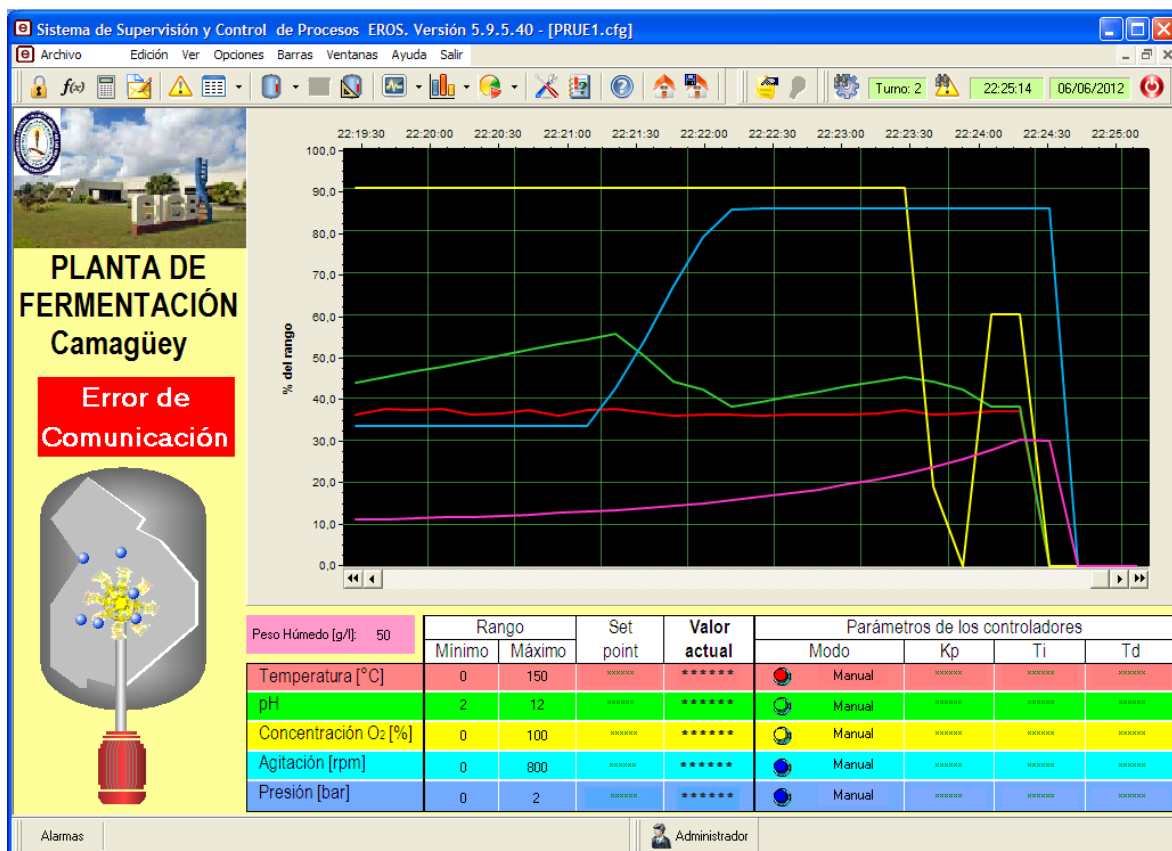 Sistema de Supervisión y Control de Procesos EROS. Versión 5.9.5.40 - [PRUE1.cfg]
Archivo Edición Ver Opciones Barras Ventanas Ayuda Salir
f(x) Turno: 2 22:25:14 06/06/2012
CIGB
PLANTA DE
FERMENTACIÓN
Camagüey
Error de
Comunicación
22:19:30 22:20:00 22:20:30 22:21:00 22:21:30 22:22:00 22:22:30 22:23:00 22:23:30 22:24:00 22:24:30 22:25:00
100,0
90,0
80,0
70,0
60,0
50,0
40,0
30,0
20,0
10,0
0,0
% del rango
Peso Húmedo [g/l]: 50 Rango Set Valor Parámetros de los controladores
Mínimo Máximo point actual Modo Kp Ti Td
Temperatura [°C] 0 150 ****** ****** Manual ****** ****** ******
pH 2 12 ****** ****** Manual ****** ****** ******
Concentración O2 [%] 0 100 ****** ****** Manual ****** ****** ******
Agitación [rpm] 0 800 ****** ****** Manual ****** ****** ******
Presión [bar] 0 2 ****** ****** Manual ****** ****** ******
Alarmas Administrador